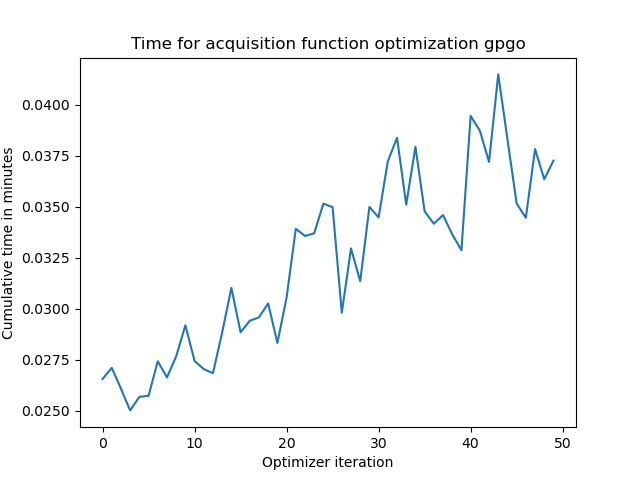 Time for acquisition function optimization gpgo
Cumulative time in minutes
0.0400
0.0375
0.0350
0.0325
0.0300
0.0275
0.0250
0 10 20 30 40 50
Optimizer iteration